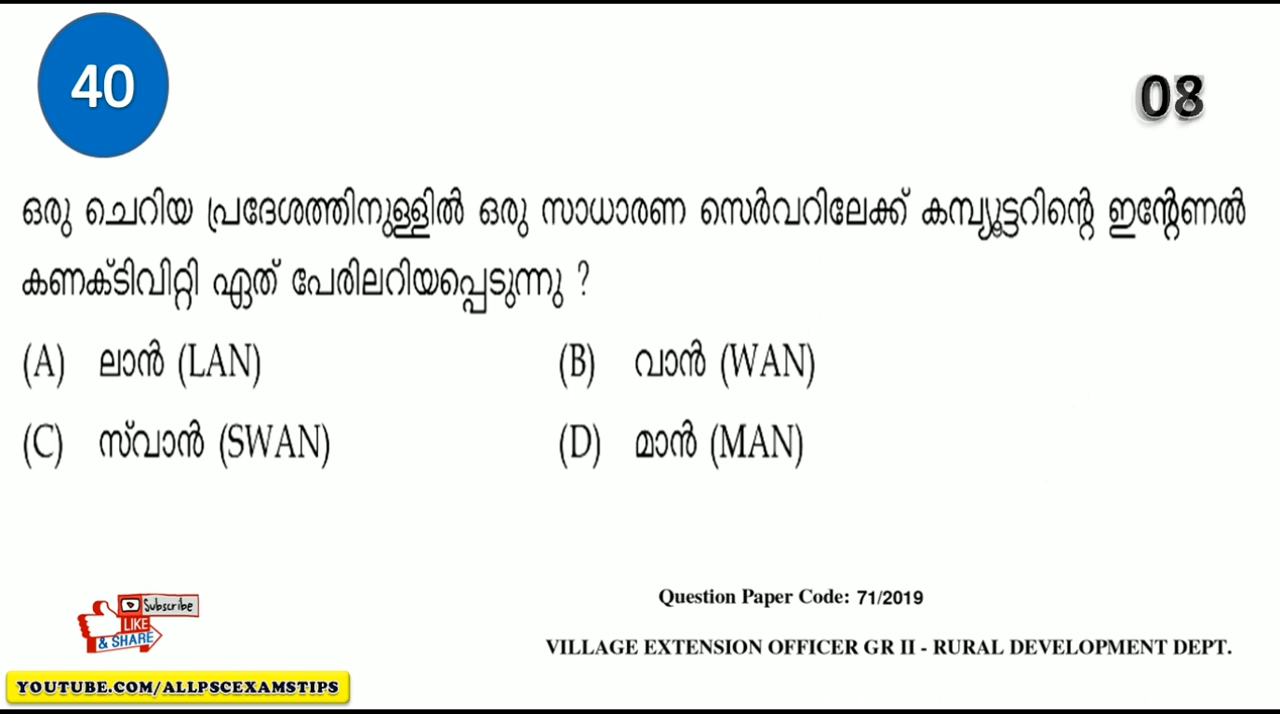 40
08
ഒരു ചെറിയ പ്രദേശത്തിനുള്ളിൽ ഒരു സാധാരണ സെർവറിലേക്ക് കമ്പ്യൂട്ടറിന്റെ ഇന്റേണൽ
കണക്ടിവിറ്റി ഏത് പേരിലറിയപ്പെടുന്നു ?
(A) ലാൻ (LAN) (B) വാൻ (WAN)
(C) സ്വാൻ (SWAN) (D) മാൻ (MAN)
Subscribe
LIKE
& SHARE
Question Paper Code: 71/2019
VILLAGE EXTENSION OFFICER GR II - RURAL DEVELOPMENT DEPT.
YOUTUBE.COM/ALLPSCEXAMSTIPS